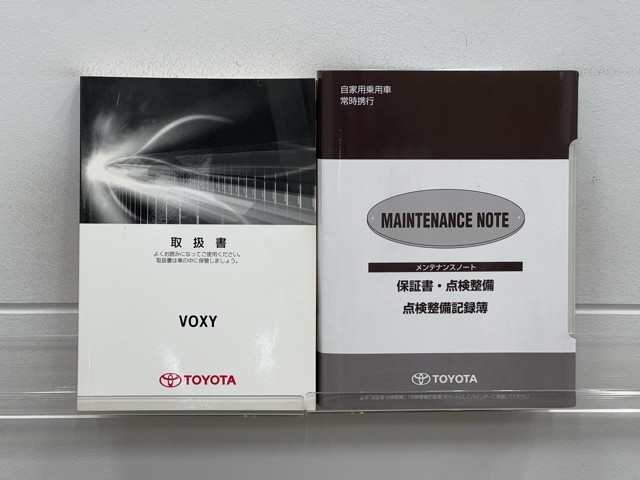 取扱書
よくお読みになってご使用ください。
取扱書は車の中に保管しましょう。
VOXY
TOYOTA
自家用乗用車
常時携行
MAINTENANCE NOTE
メンテナンスノート
保証書・点検整備
点検整備記録簿
TOYOTA